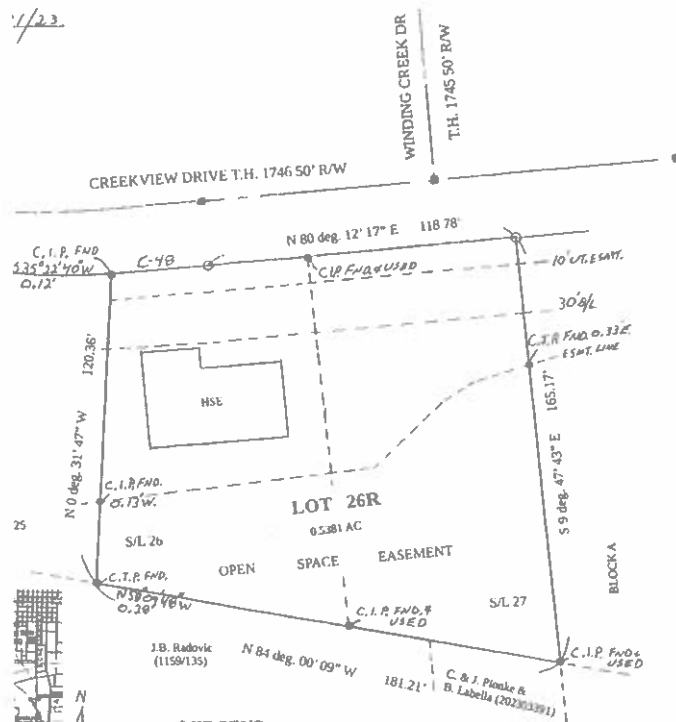 1/23
WINDING CREEK DR
T.H. 1745 50' R/W
CREEKVIEW DRIVE T.H. 1746 50' R/W
N 80 deg. 12' 17" E 118 78'
C.I.P. FND
S35°22'40"W
0.12'
C-48
C.I.P. FND. & USED
10' UT. ESMT.
30' B/L
C.I.P. FND 0.33'E
ESMT. LINE
120.36'
HSE
N 0 deg. 31' 47" W
165.17'
S 9 deg. 47' 43" E
C.I.P. FND.
0.13'W.
LOT 26R
0.5381 AC
25
S/L 26
OPEN SPACE EASEMENT
BLOCK A
C.I.P. FND.
0.28'
S/L 27
C.I.P. FND. &
USED
J.B. Radovic
(1159/135)
N 84 deg. 00' 09" W
181.21'
C.I.P. FND &
USED
C. & J. Plonke &
B. Labella (202303391)
N